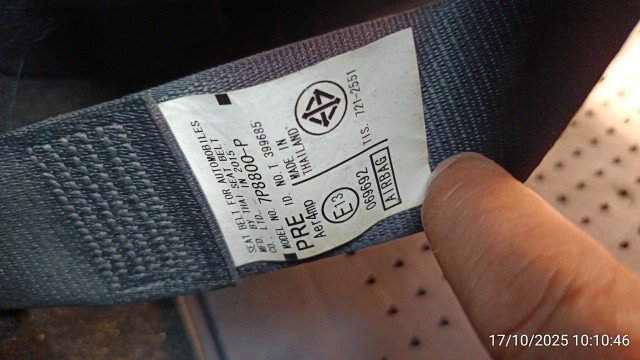 SEAT BELT FOR AUTOMOBILES
BY THAI SEAT BELT
MFD. IN 2015
CO., LTD. 7P8800-P
MODEL NO. T 399685
ID.
MADE IN
THAILAND
PRE
Aer4mp
E13
TIS. 721-2551
069692
AIRBAG
17/10/2025 10:10:46